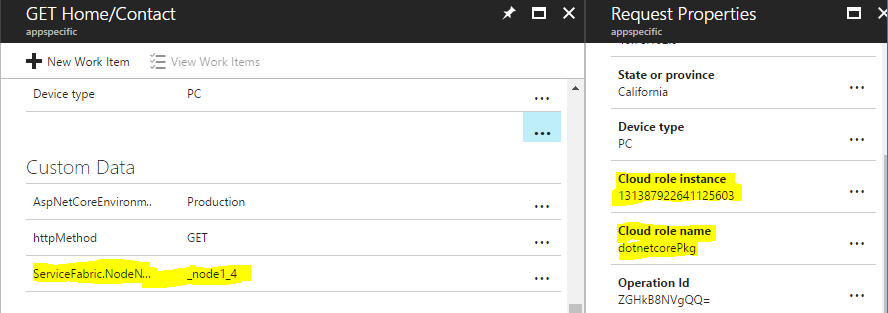 GET Home/Contact
appspecific
New Work Item
View Work Items
Device type PC ...
...
Custom Data
AspNetCoreEnvironm.. Production ...
httpMethod GET ...
ServiceFabric.NodeN... _node1_4 ...
Request Properties
appspecific
State or province
California ...
Device type
PC ...
Cloud role instance
131387922641125603 ...
Cloud role name
dotnetcorePkg ...
Operation Id
ZGHkB8NVgQQ= ...